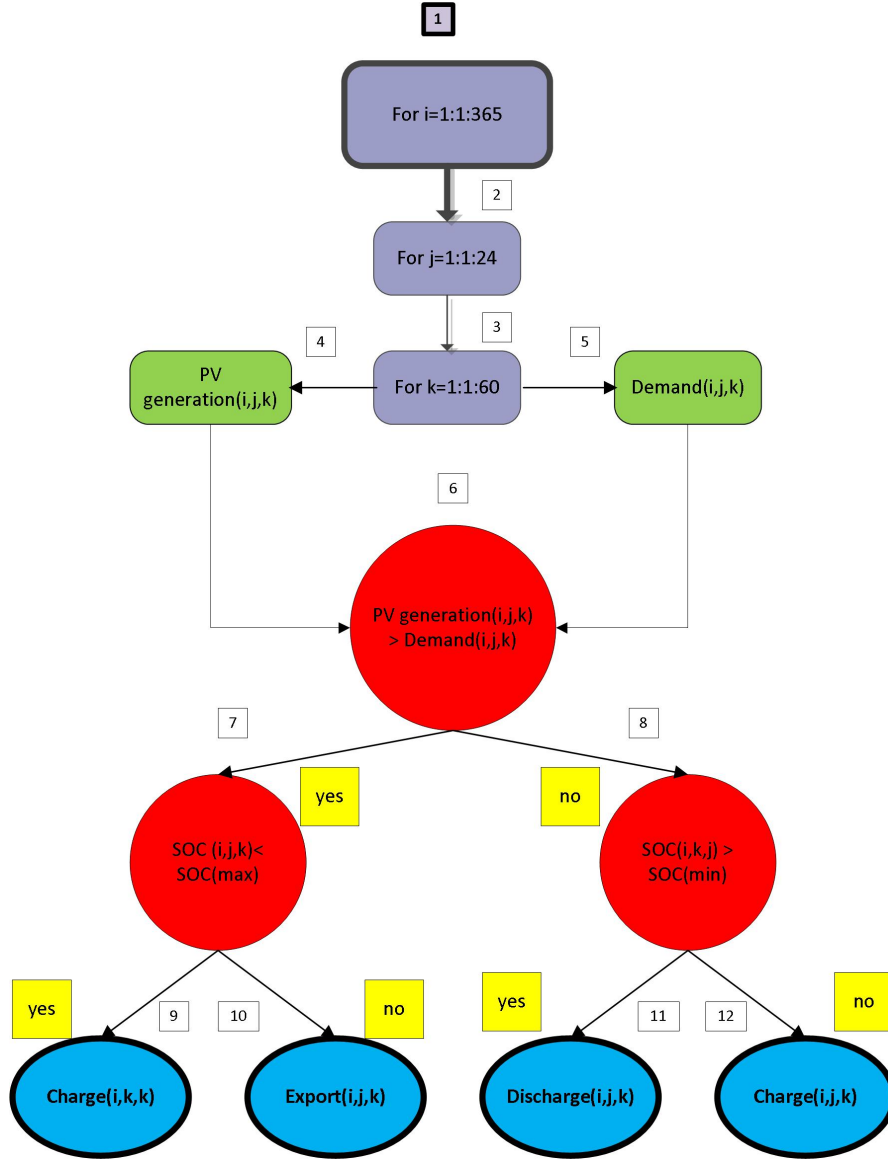 1
For i=1:1:365
2
For j=1:1:24
3
4
5
PV
generation(i,j,k)
For k=1:1:60
Demand(i,j,k)
6
PV generation(i,j,k)
> Demand(i,j,k)
7
8
yes
no
SOC (i,j,k)<
SOC(max)
SOC(i,k,j) >
SOC(min)
yes
9
10
no
yes
11
12
no
Charge(i,k,k)
Export(i,j,k)
Discharge(i,j,k)
Charge(i,j,k)